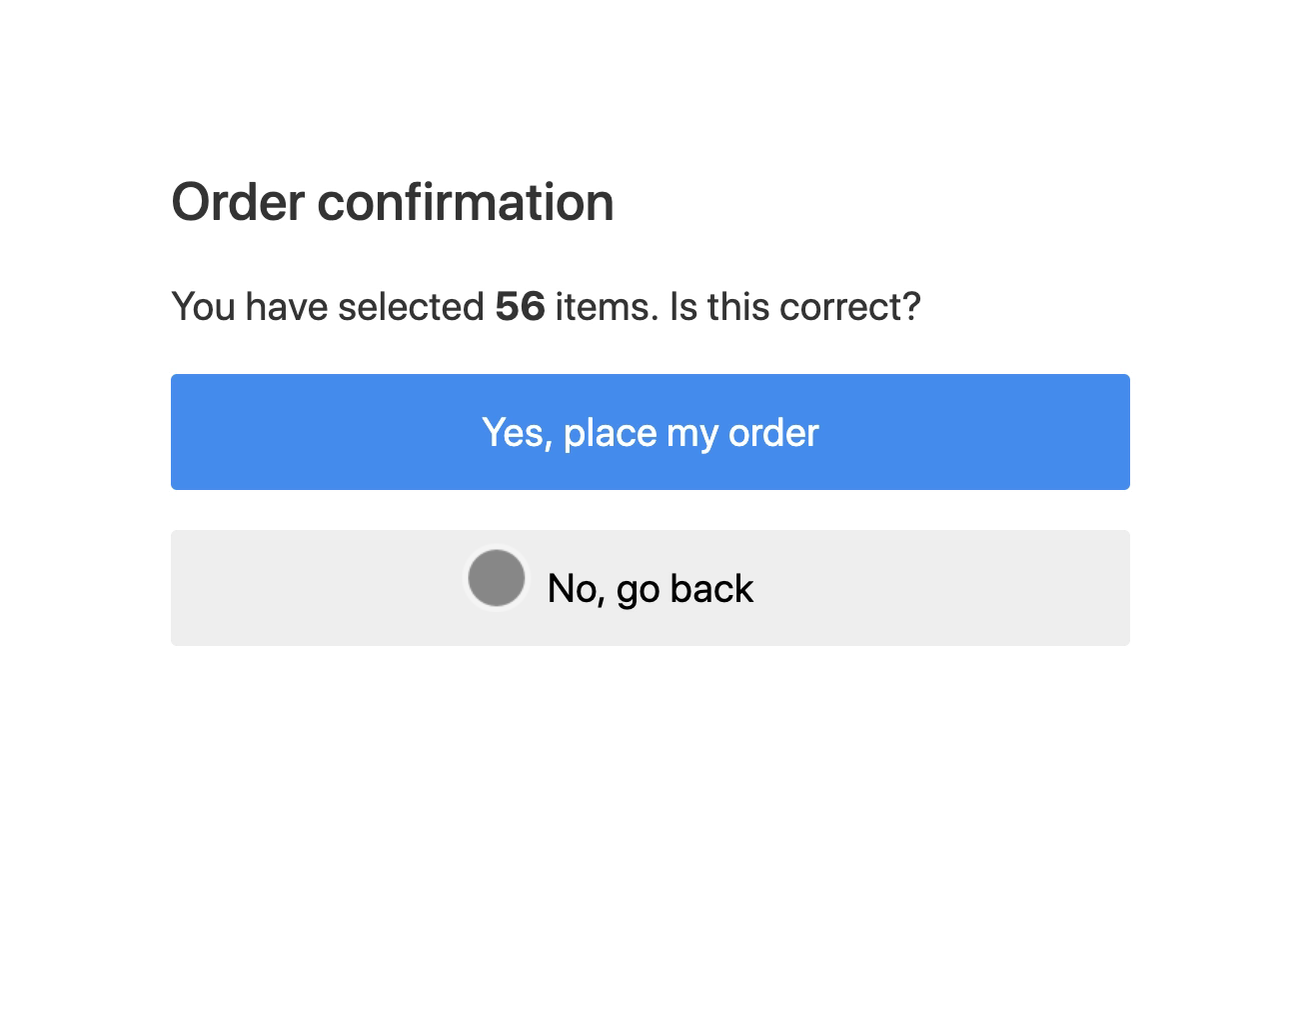 Order confirmation
You have selected 56 items. Is this correct?
Yes, place my order
No, go back